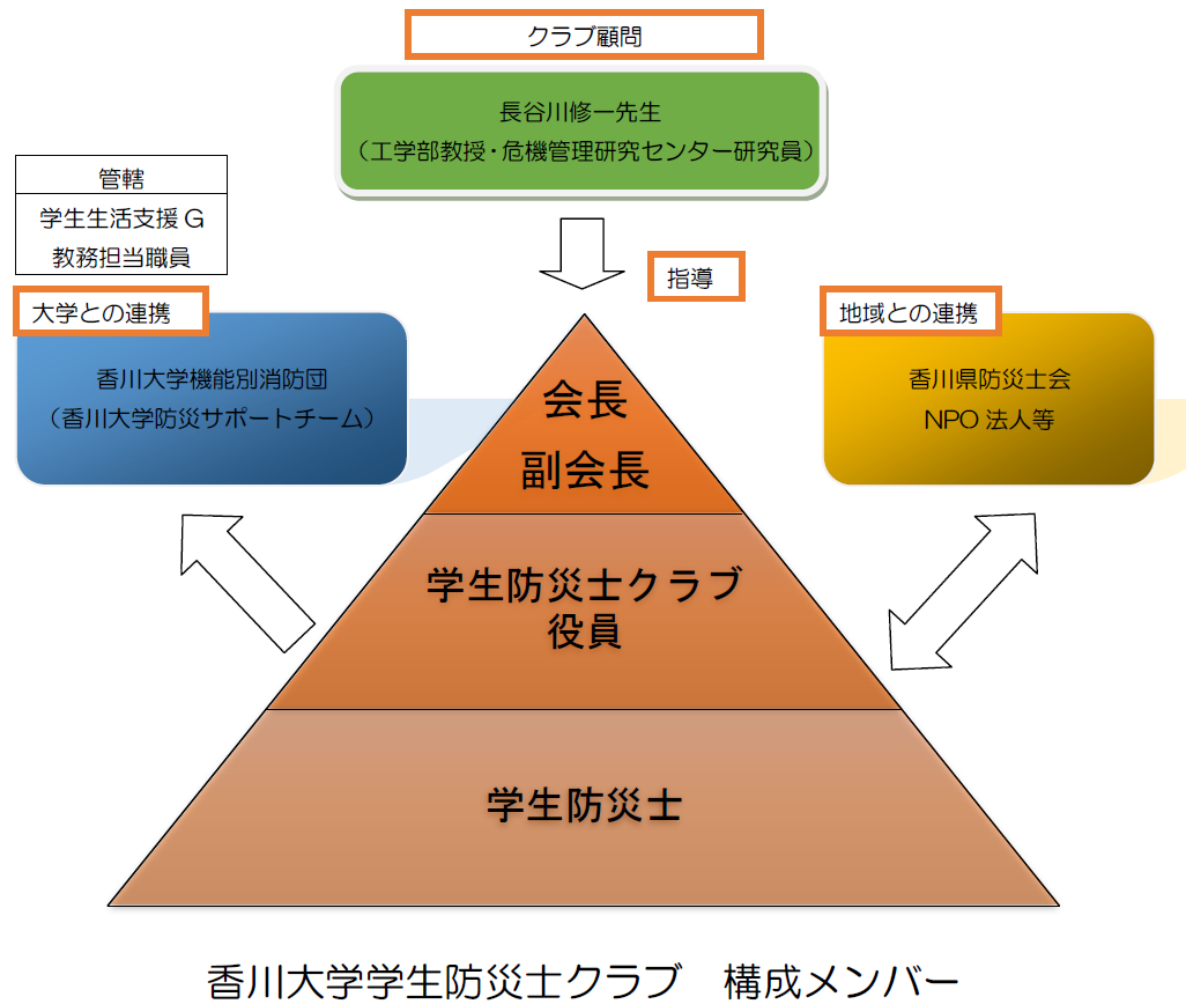 クラブ顧問
長谷川修一先生
（工学部教授・危機管理研究センター研究員）
管轄
学生生活支援 G
教務担当職員
指導
大学との連携
香川大学機能別消防団
（香川大学防災サポートチーム）
地域との連携
香川県防災士会
NPO 法人等
会長
副会長
学生防災士クラブ
役員
学生防災士
香川大学学生防災士クラブ　構成メンバー